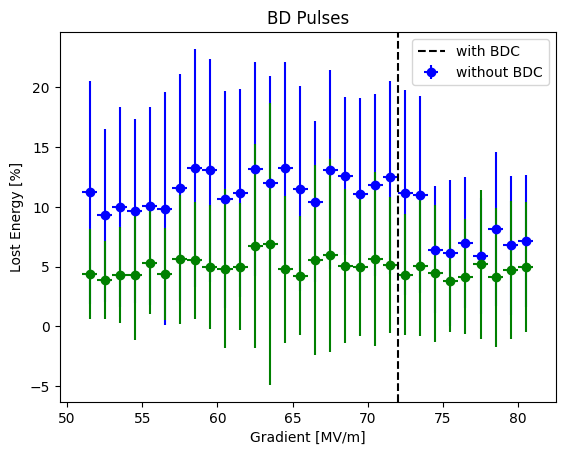 BD Pulses
with BDC
without BDC
Lost Energy [%]
20
15
10
5
0
−5
50
55
60
65
70
75
80
Gradient [MV/m]